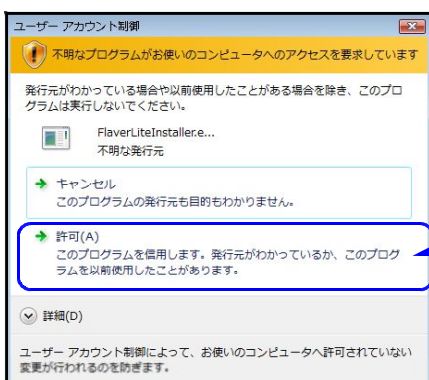 ユーザー アカウント制御
不明なプログラムがお使いのコンピュータへのアクセスを要求しています
発行元がわかっている場合や以前使用したことがある場合を除き、このプロ
グラムは実行しないでください。
FlaverLiteInstaller.e...
不明な発行元
キャンセル
このプログラムの発行元も目的もわかりません。
許可(A)
このプログラムを信用します。発行元がわかっているか、このプログ
ラムを以前使用したことがあります。
詳細(D)
ユーザー アカウント制御によって、お使いのコンピュータへ許可されていない
変更が行われるのを防ぎます。